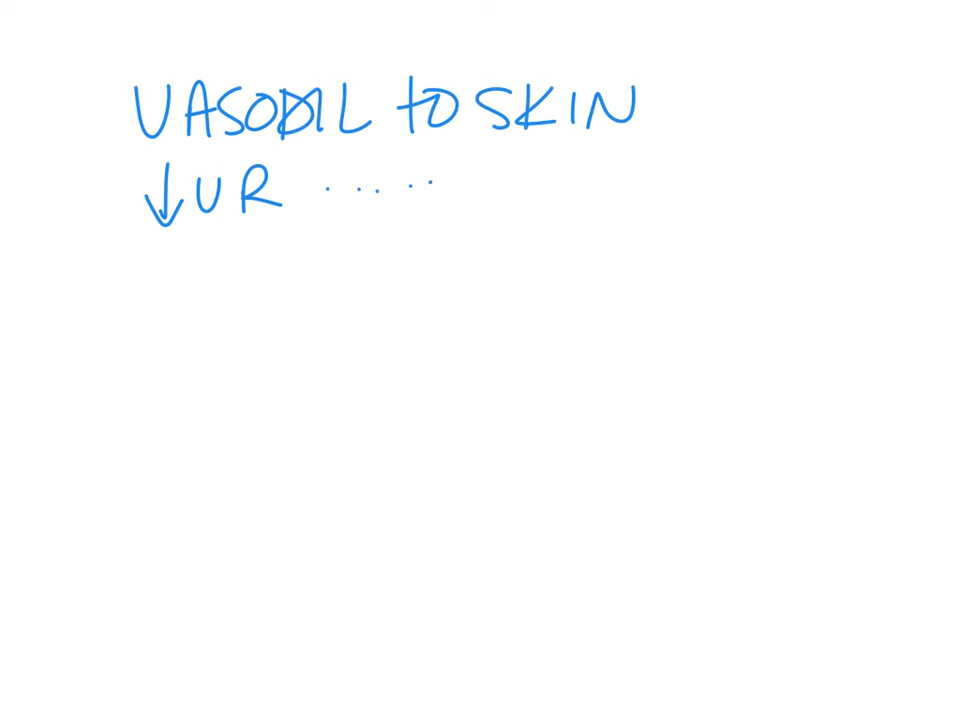 VASODIL to SKIN
↓ VR .....